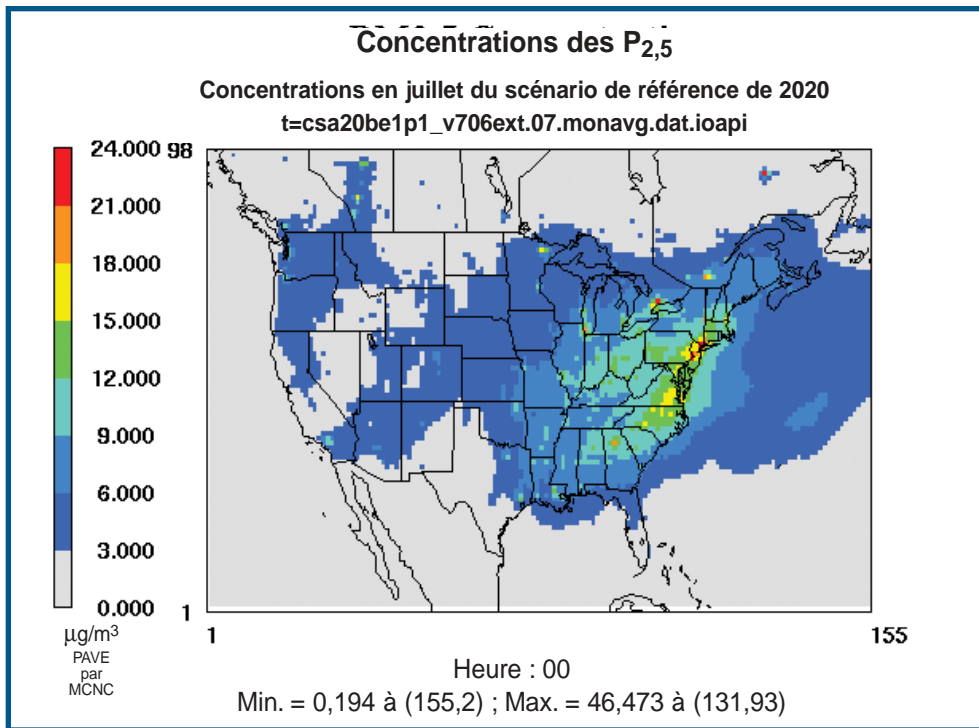 Concentrations des P2,5
Concentrations en juillet du scénario de référence de 2020
t=csa20be1p1_v706ext.07.monavg.dat.ioapi
24.000
21.000
18.000
15.000
12.000
9.000
6.000
3.000
0.000
µg/m³
PAVE
par
MCNC
98
1
1
155
Heure : 00
Min. = 0,194 à (155,2) ; Max. = 46,473 à (131,93)